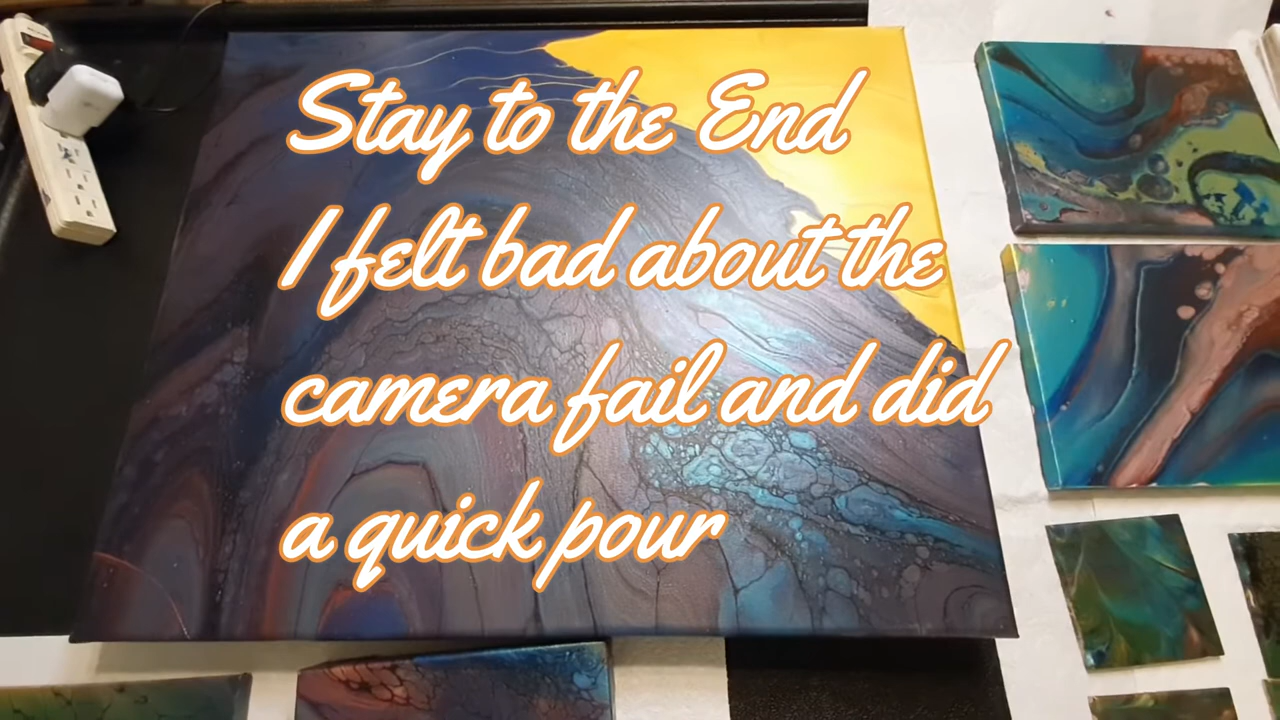 Stay to the End
I felt bad about the
camera fail and did
a quick pour